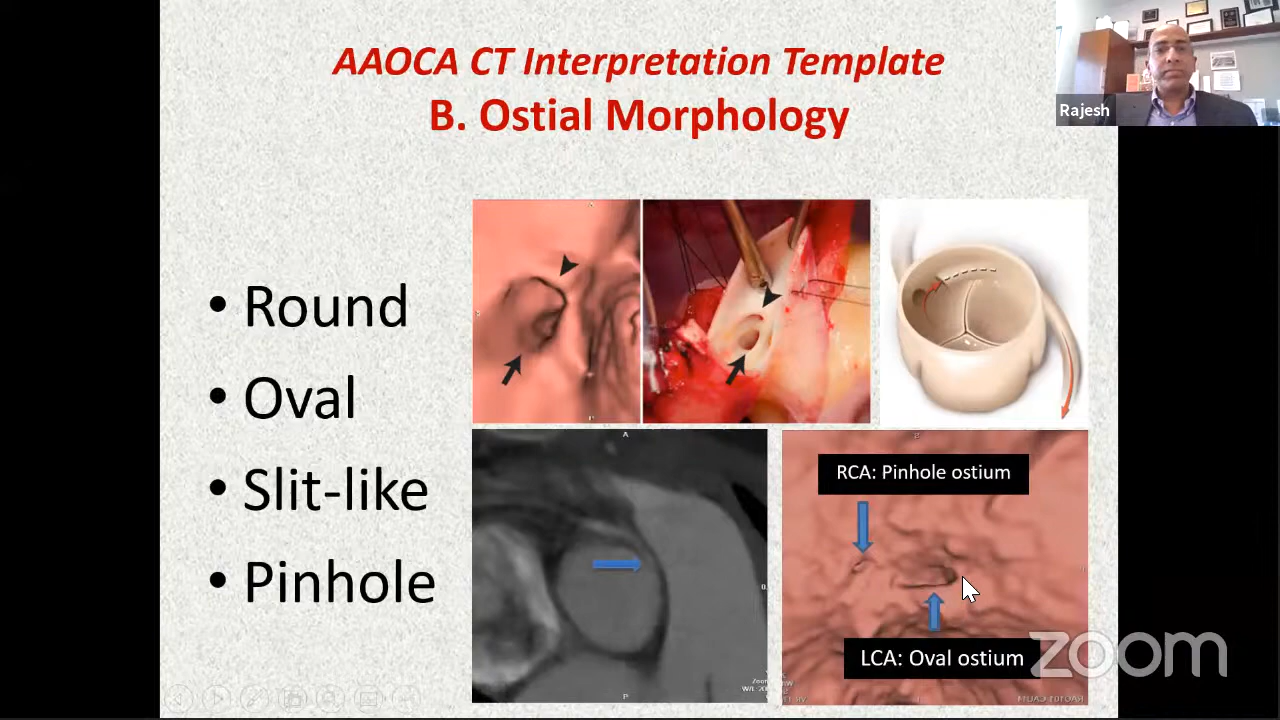 AAOCA CT Interpretation Template
B. Ostial Morphology
Rajesh
• Round
• Oval
• Slit-like
• Pinhole
A
P
RCA: Pinhole ostium
LCA: Oval ostium
zoom